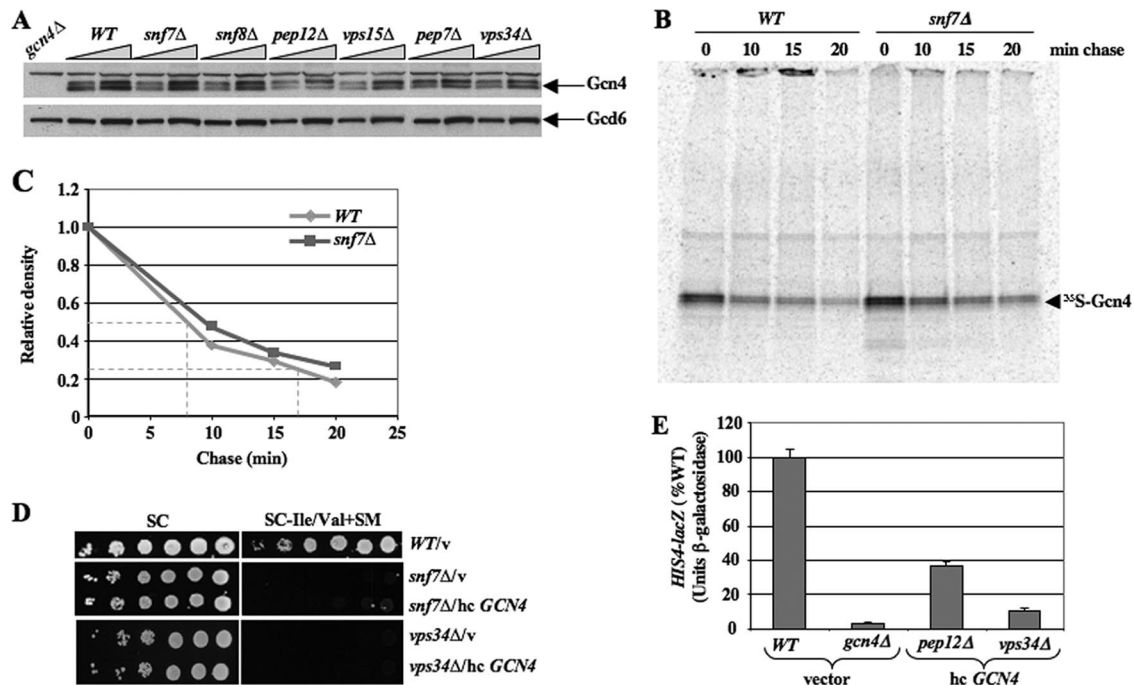 A
gcn4Δ WT snf7Δ snf8Δ pep12Δ vps15Δ pep7Δ vps34Δ
Gcn4
Gcd6
B
WT snf7Δ
0 10 15 20 0 10 15 20 min chase
³⁵S-Gcn4
C
1.2
1.0
0.8
0.6
0.4
0.2
0
Relative density
WT
snf7Δ
0 5 10 15 20 25
Chase (min)
D
SC SC-Ile/Val+SM
WT/v
snf7Δ/v
snf7Δ/hc GCN4
vps34Δ/v
vps34Δ/hc GCN4
E
HIS4-lacZ (%WT)
(Units β-galactosidase)
120
100
80
60
40
20
0
WT gcn4Δ pep12Δ vps34Δ
vector hc GCN4